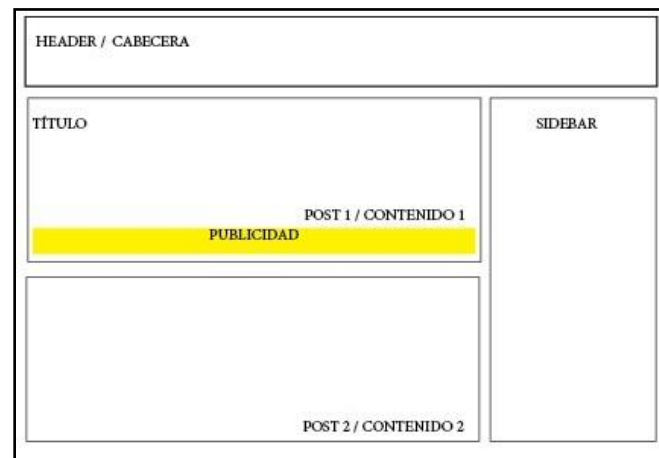 HEADER / CABECERA
TÍTULO
POST 1 / CONTENIDO 1
PUBLICIDAD
POST 2 / CONTENIDO 2
SIDEBAR